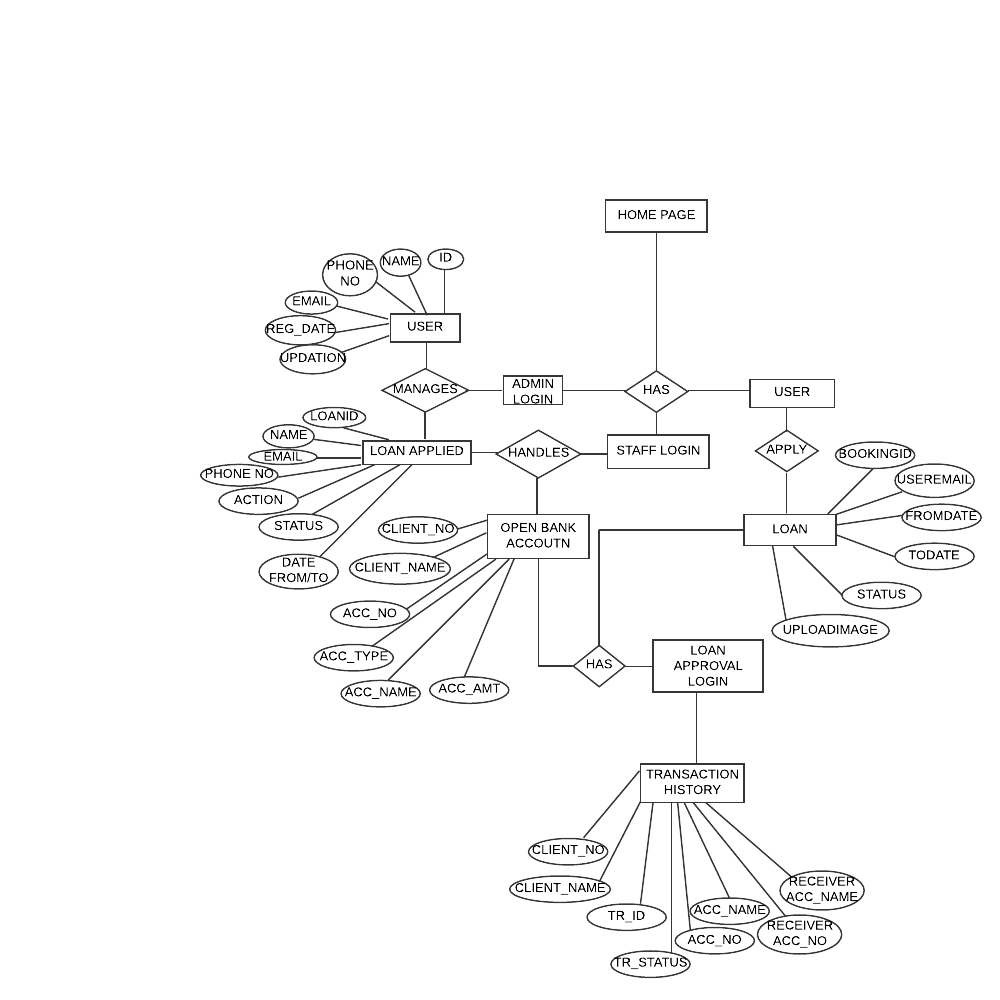 HOME PAGE
PHONE
NO
NAME
ID
EMAIL
REG_DATE
UPDATION
USER
MANAGES
ADMIN
LOGIN
HAS
USER
LOANID
NAME
EMAIL
PHONE NO
ACTION
STATUS
DATE
FROM/TO
LOAN APPLIED
HANDLES
STAFF LOGIN
APPLY
BOOKINGID
USEREMAIL
FROMDATE
TODATE
STATUS
UPLOADIMAGE
LOAN
OPEN BANK
ACCOUTN
CLIENT_NO
CLIENT_NAME
ACC_NO
ACC_TYPE
ACC_NAME
ACC_AMT
HAS
LOAN
APPROVAL
LOGIN
TRANSACTION
HISTORY
CLIENT_NO
CLIENT_NAME
TR_ID
TR_STATUS
ACC_NO
ACC_NAME
RECEIVER
ACC_NO
RECEIVER
ACC_NAME